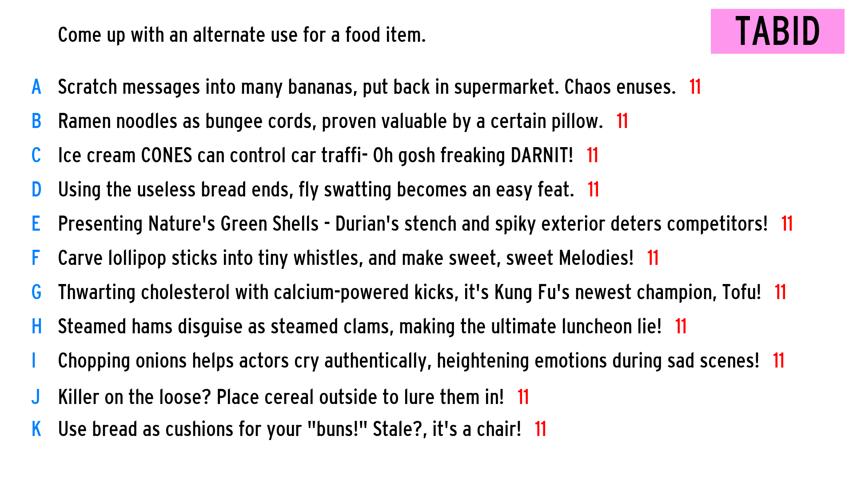 Come up with an alternate use for a food item.
TABID
A Scratch messages into many bananas, put back in supermarket. Chaos enuses. 11
B Ramen noodles as bungee cords, proven valuable by a certain pillow. 11
C Ice cream CONES can control car traffi- Oh gosh freaking DARNIT! 11
D Using the useless bread ends, fly swatting becomes an easy feat. 11
E Presenting Nature's Green Shells - Durian's stench and spiky exterior deters competitors! 11
F Carve lollipop sticks into tiny whistles, and make sweet, sweet Melodies! 11
G Thwarting cholesterol with calcium-powered kicks, it's Kung Fu's newest champion, Tofu! 11
H Steamed hams disguise as steamed clams, making the ultimate luncheon lie! 11
I Chopping onions helps actors cry authentically, heightening emotions during sad scenes! 11
J Killer on the loose? Place cereal outside to lure them in! 11
K Use bread as cushions for your "buns!" Stale?, it's a chair! 11